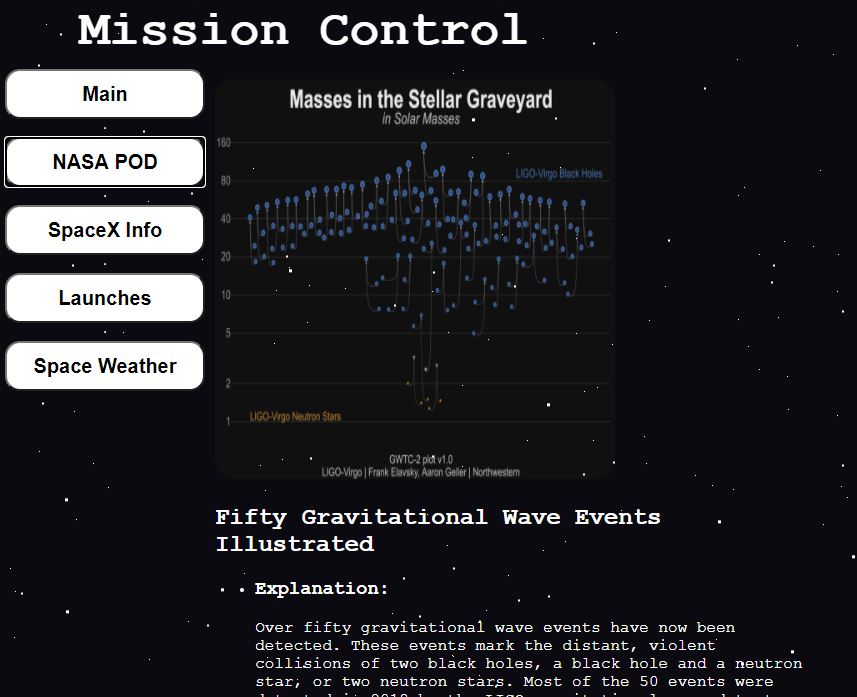 Mission Control
Main
NASA POD
SpaceX Info
Launches
Space Weather
Masses in the Stellar Graveyard
in Solar Masses
160
LIGO-Virgo Black Holes
80
40
20
10
5
2
1
LIGO-Virgo Neutron Stars
GWTC-2 plot v1.0
LIGO-Virgo | Frank Elavsky, Aaron Geller | Northwestern
Fifty Gravitational Wave Events
Illustrated
Explanation:
Over fifty gravitational wave events have now been
detected. These events mark the distant, violent
collisions of two black holes, a black hole and a neutron
star, or two neutron stars. Most of the 50 events were